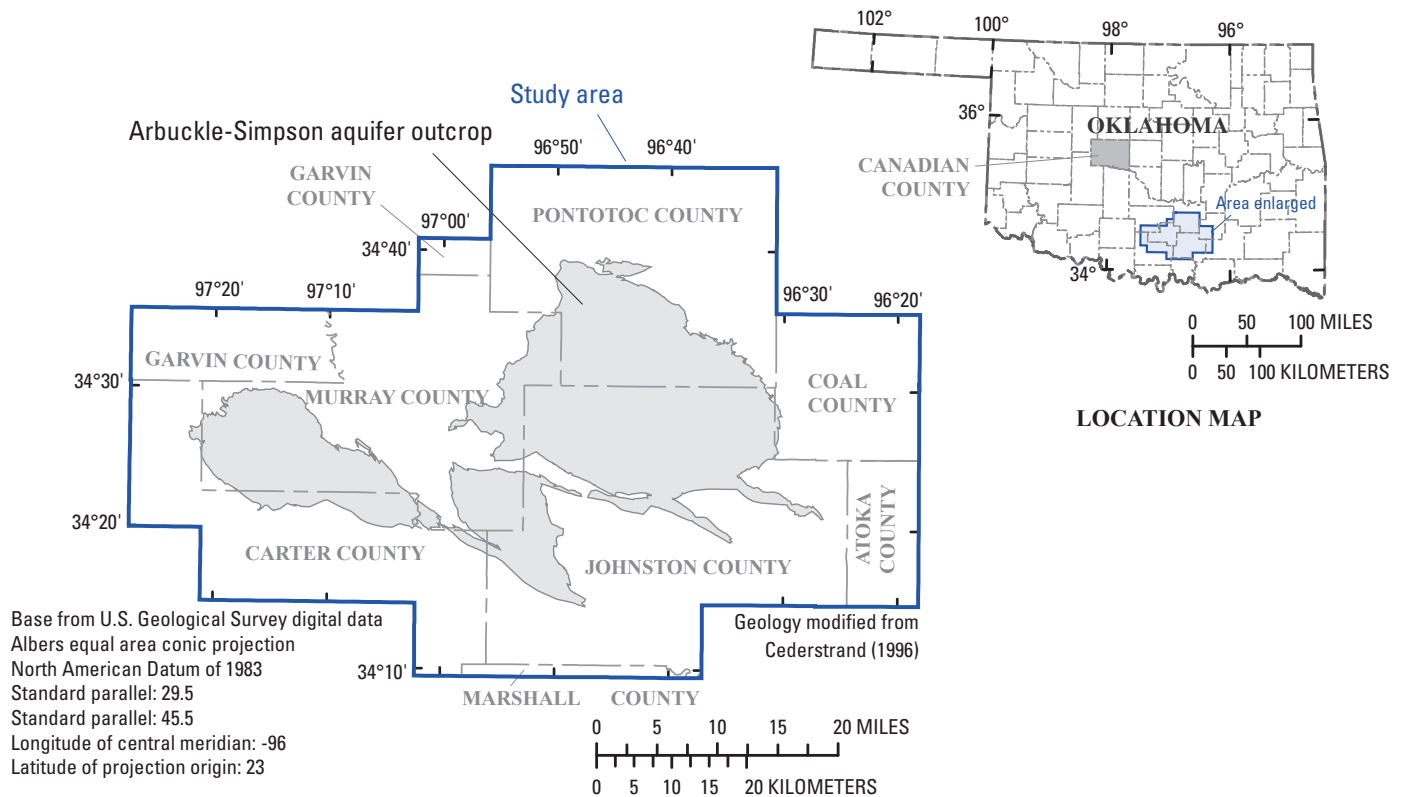 Study area
Arbuckle-Simpson aquifer outcrop
96°50'
96°40'
GARVIN
COUNTY
97°00'
PONTOTOC COUNTY
34°40'
97°20'
97°10'
96°30'
96°20'
GARVIN COUNTY
34°30'
MURRAY COUNTY
COAL
COUNTY
34°20'
ATOKA
COUNTY
CARTER COUNTY
JOHNSTON COUNTY
34°10'
MARSHALL COUNTY
Base from U.S. Geological Survey digital data
Albers equal area conic projection
North American Datum of 1983
Standard parallel: 29.5
Standard parallel: 45.5
Longitude of central meridian: -96
Latitude of projection origin: 23
Geology modified from
Cederstrand (1996)
0 5 10 15 20 MILES
0 5 10 15 20 KILOMETERS
102°
100°
98°
96°
36°
OKLAHOMA
CANADIAN
COUNTY
Area enlarged
34°
0 50 100 MILES
0 50 100 KILOMETERS
LOCATION MAP